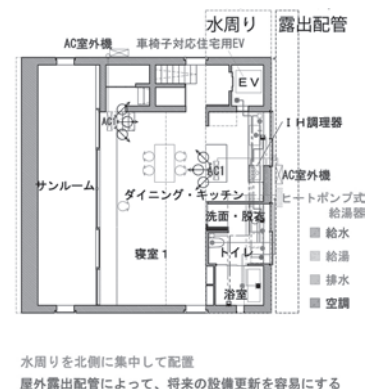 水周り 露出配管
AC室外機 車椅子対応住宅用EV
EV
AC1
IH調理器
AC1
AC室外機
サンルーム
ダイニング・キッチン
ヒートポンプ式
給湯器
洗面・脱衣
給水
トイレ
寝室1
給湯
排水
浴室
空調
水周りを北側に集中して配置
屋外露出配管によって、将来の設備更新を容易にする